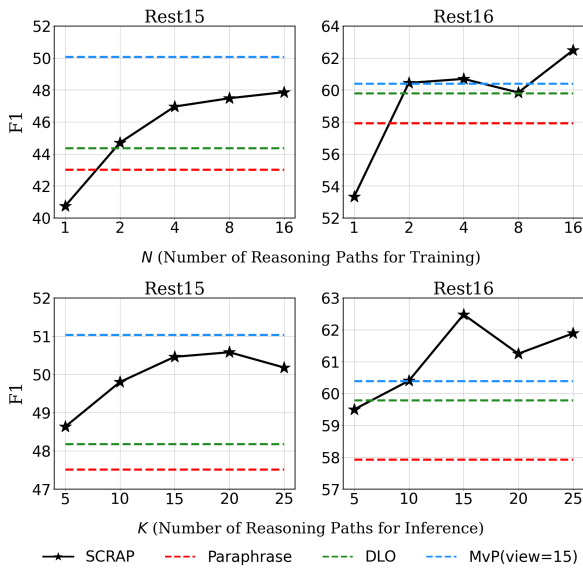 Rest15
Rest16
F1
52
50
48
46
44
42
40
64
62
60
58
56
54
52
1 2 4 8 16
1 2 4 8 16
N (Number of Reasoning Paths for Training)
Rest15
Rest16
F1
52
51
50
49
48
47
63
62
61
60
59
58
57
5 10 15 20 25
5 10 15 20 25
K (Number of Reasoning Paths for Inference)
SCRAP Paraphrase DLO MvP(view=15)